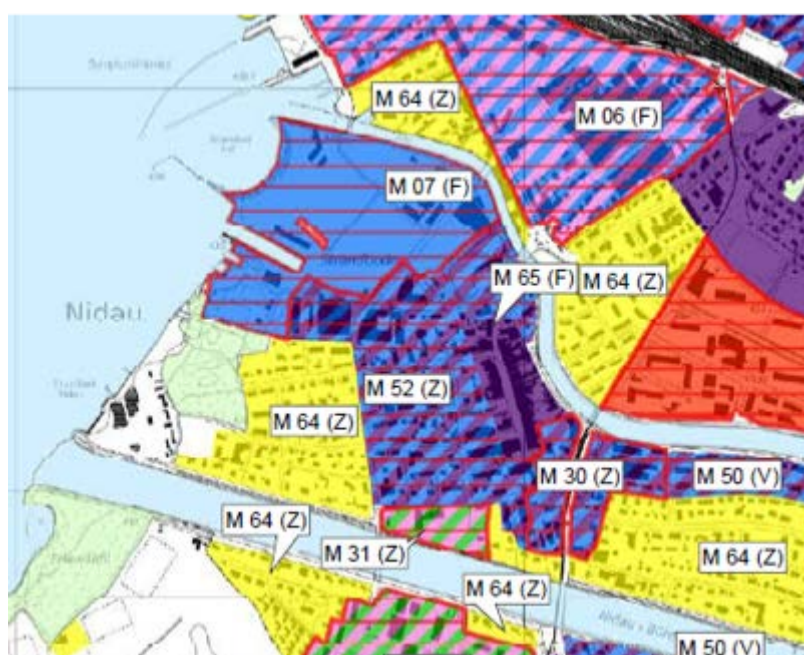 M 64 (Z)
M 06 (F)
M 07 (F)
M 65 (F)
M 64 (Z)
Nidau
M 52 (Z)
M 64 (Z)
M 30 (Z)
M 50 (V)
M 64 (Z)
M 31 (Z)
M 64 (Z)
M 64 (Z)
M 50 (V)